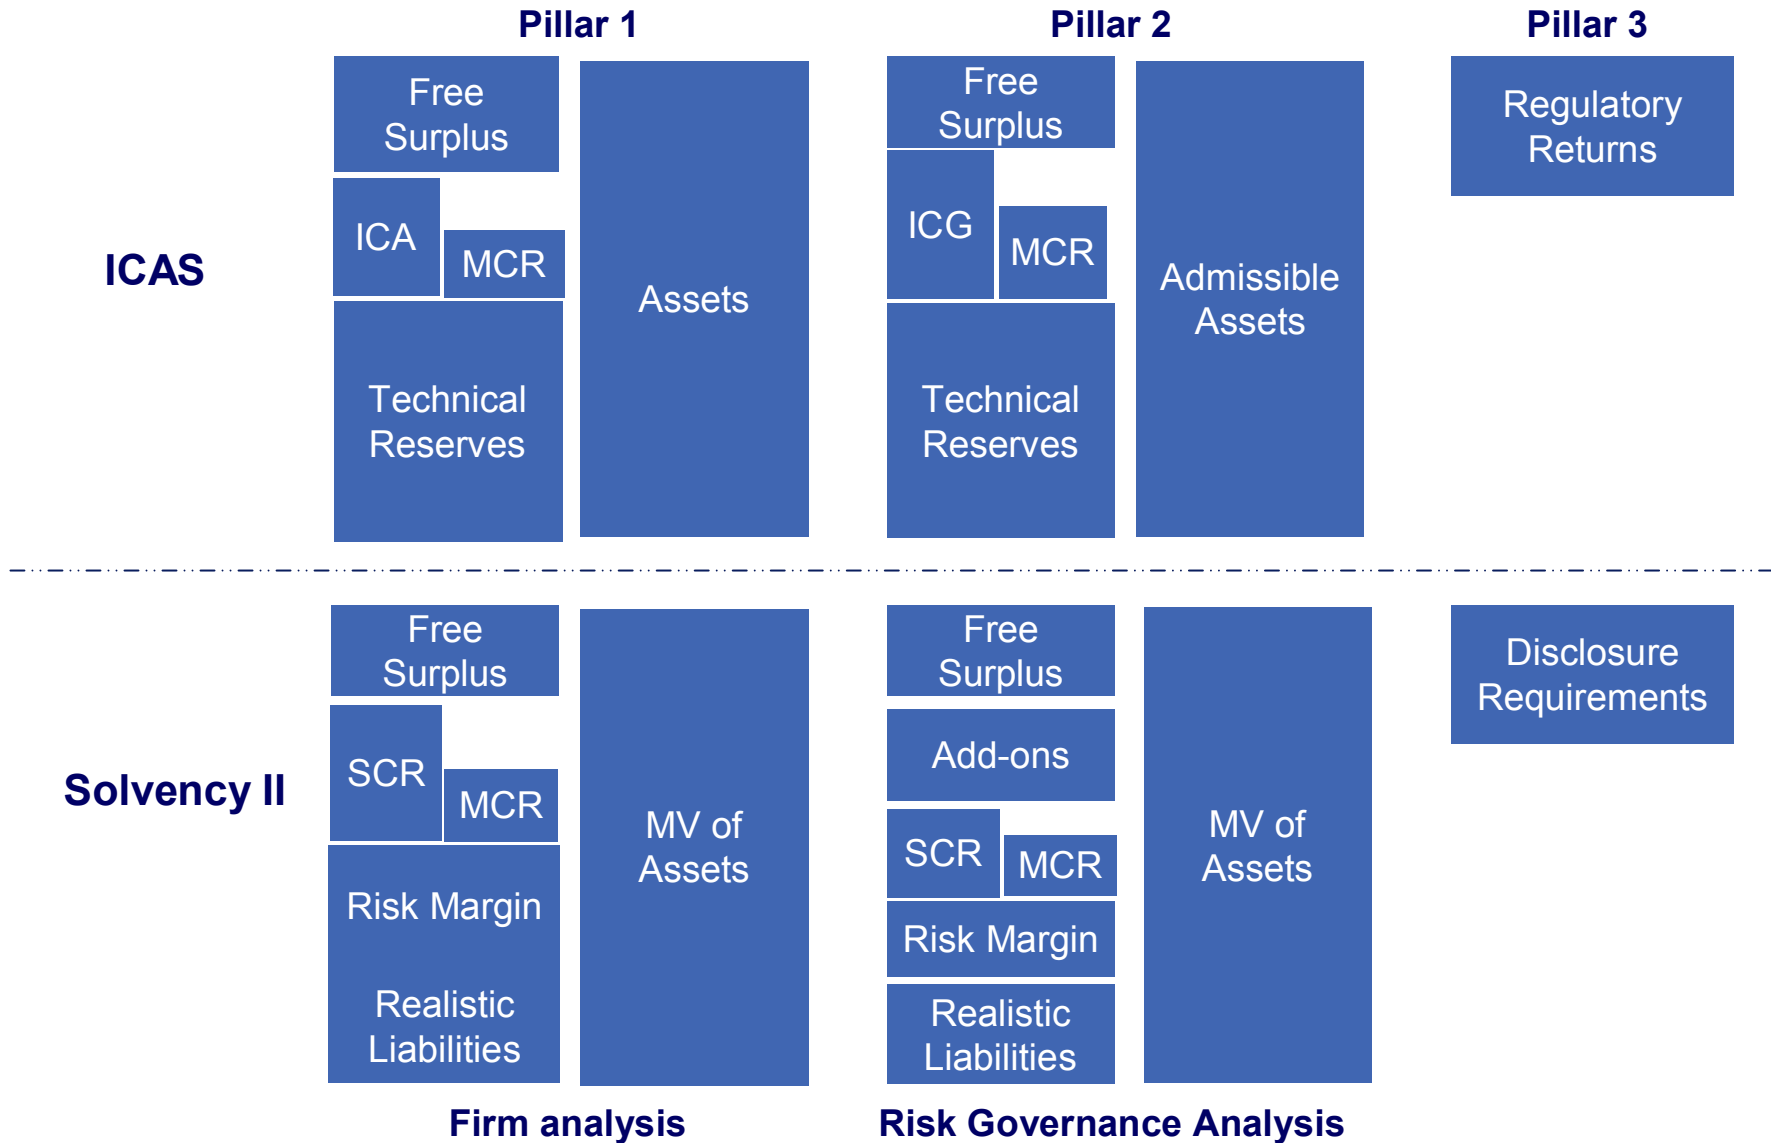 Pillar 1
Pillar 2
Pillar 3
ICAS
Free
Surplus
ICA
MCR
Technical
Reserves
Assets
Free
Surplus
ICG
MCR
Technical
Reserves
Admissible
Assets
Regulatory
Returns
Solvency II
Free
Surplus
SCR
MCR
Risk Margin
Realistic
Liabilities
MV of
Assets
Free
Surplus
Add-ons
SCR
MCR
Risk Margin
Realistic
Liabilities
MV of
Assets
Disclosure
Requirements
Firm analysis
Risk Governance Analysis